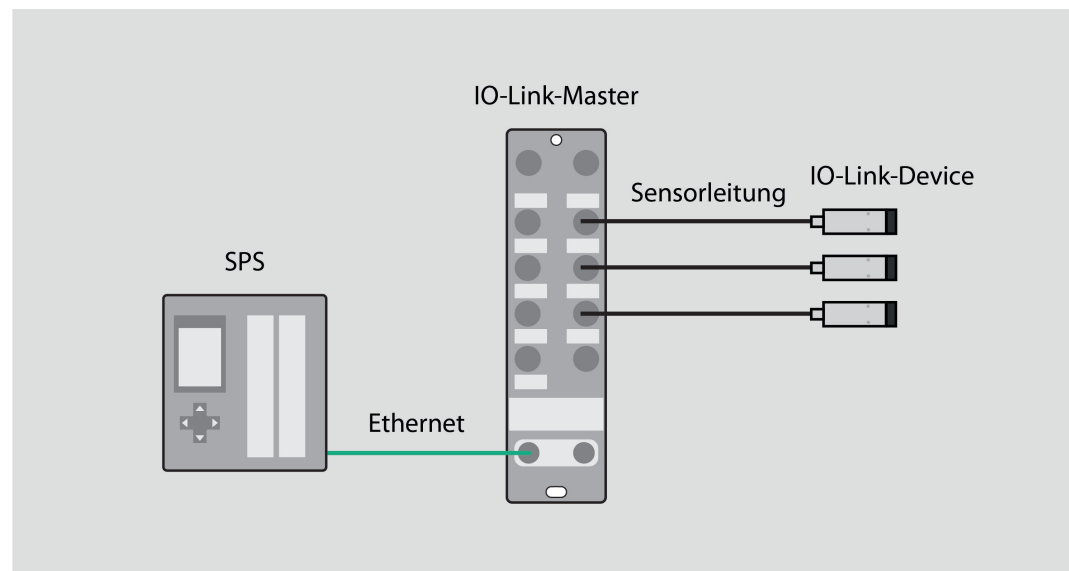 IO-Link-Master
Sensorleitung
IO-Link-Device
SPS
Ethernet